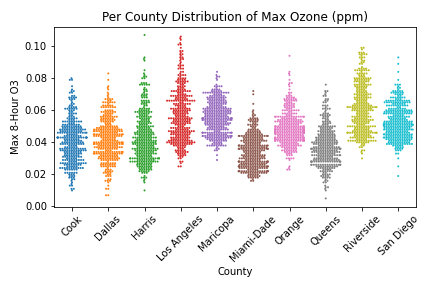 Per County Distribution of Max Ozone (ppm)
Max 8-Hour O3
0.10
0.08
0.06
0.04
0.02
0.00
Cook
Dallas
Harris
Los Angeles
Maricopa
Miami-Dade
Orange
Queens
Riverside
San Diego
County